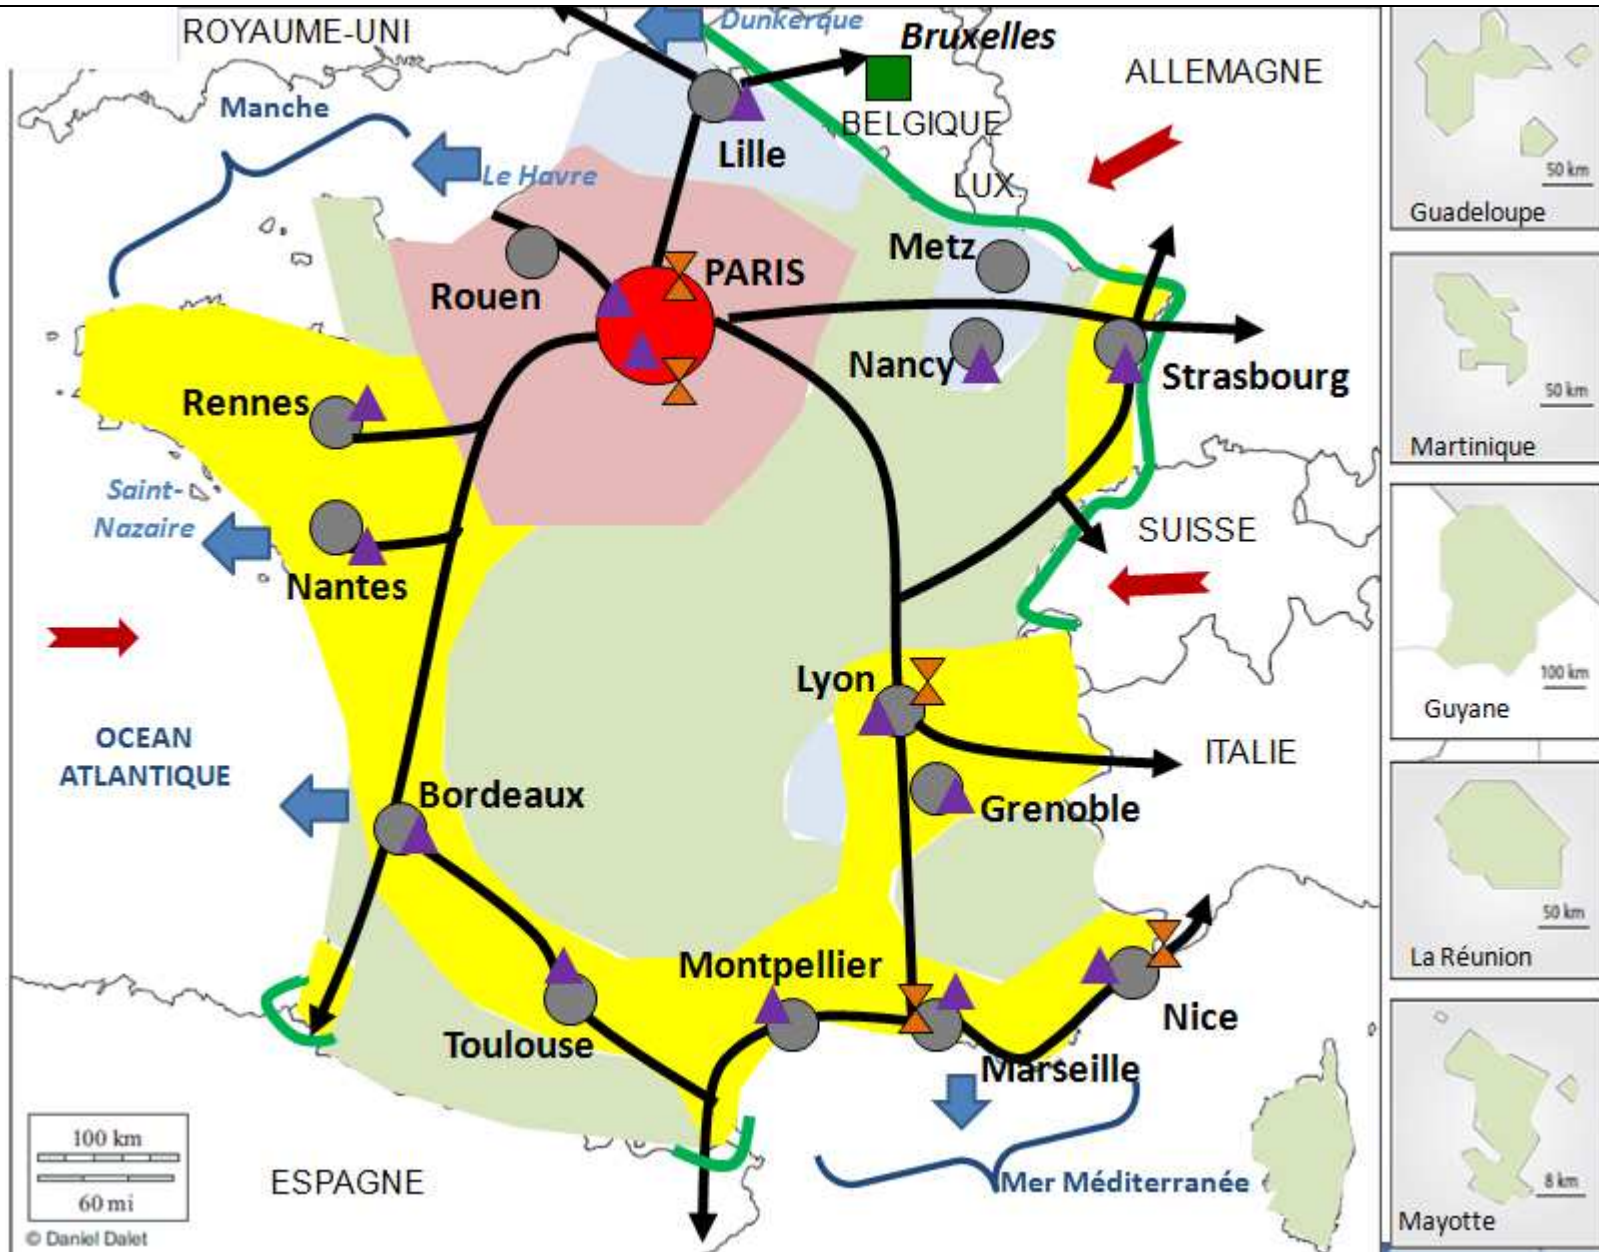 ROYAUME-UNI
Dunkerque
Bruxelles
ALLEMAGNE
Manche
BELGIQUE
Lille
Le Havre
LUX.
Metz
PARIS
Rouen
Nancy
Strasbourg
Rennes
Saint-
Nazaire
SUISSE
Nantes
Lyon
OCEAN
ATLANTIQUE
ITALIE
Bordeaux
Grenoble
Montpellier
Nice
Toulouse
Marseille
Mer Méditerranée
ESPAGNE
100 km
60 mi
© Daniel Dalet
50 km
Guadeloupe
50 km
Martinique
100 km
Guyane
50 km
La Réunion
8 km
Mayotte